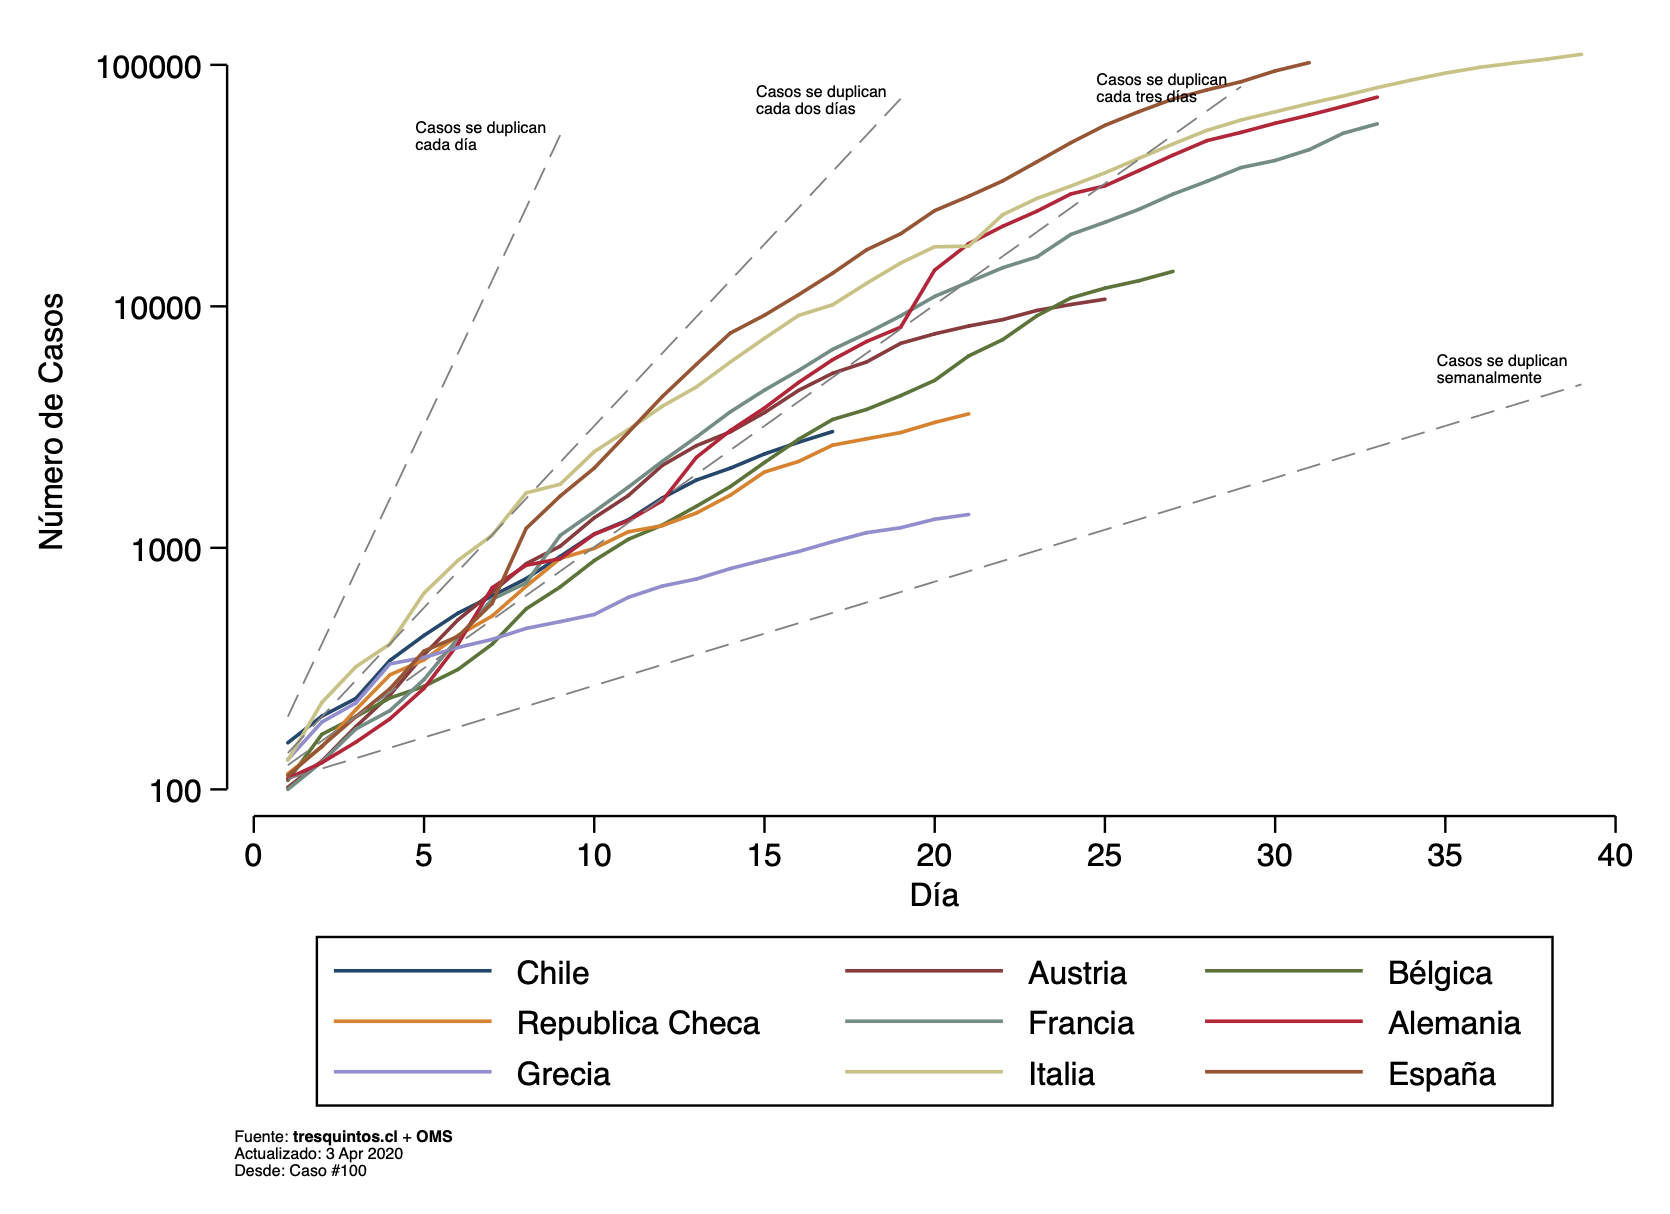 100000
10000
1000
100
Número de Casos
Casos se duplican
cada día
Casos se duplican
cada dos días
Casos se duplican
cada tres días
Casos se duplican
semanalmente
0 5 10 15 20 25 30 35 40
Día
Chile Austria Bélgica
Republica Checa Francia Alemania
Grecia Italia España
Fuente: tresquintos.cl + OMS
Actualizado: 3 Apr 2020
Desde: Caso #100